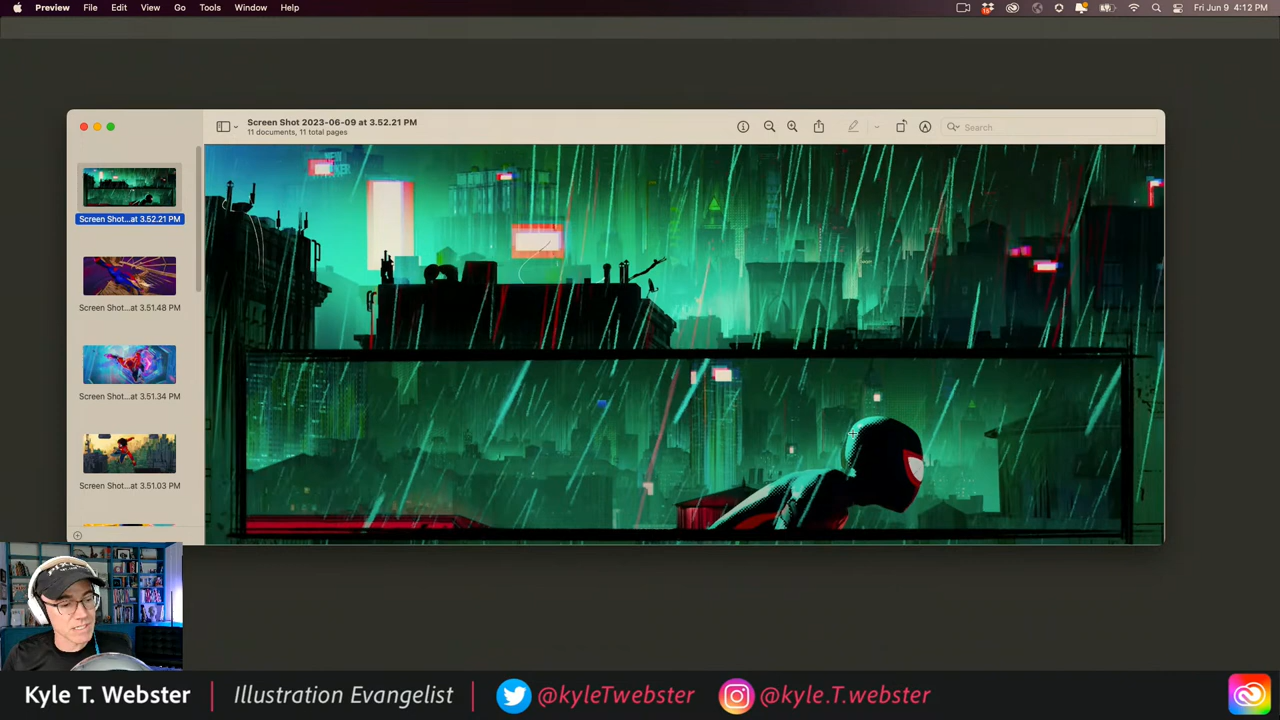 Preview File Edit View Go Tools Window Help
15
Fri Jun 9 4:12 PM
Screen Shot 2023-06-09 at 3.52.21 PM
11 documents, 11 total pages
Search
Screen Shot...at 3.52.21 PM
Screen Shot...at 3.51.48 PM
Screen Shot...at 3.51.34 PM
Screen Shot...at 3.51.03 PM
Kyle T. Webster | Illustration Evangelist @kyleTwebster @kyle.T.webster